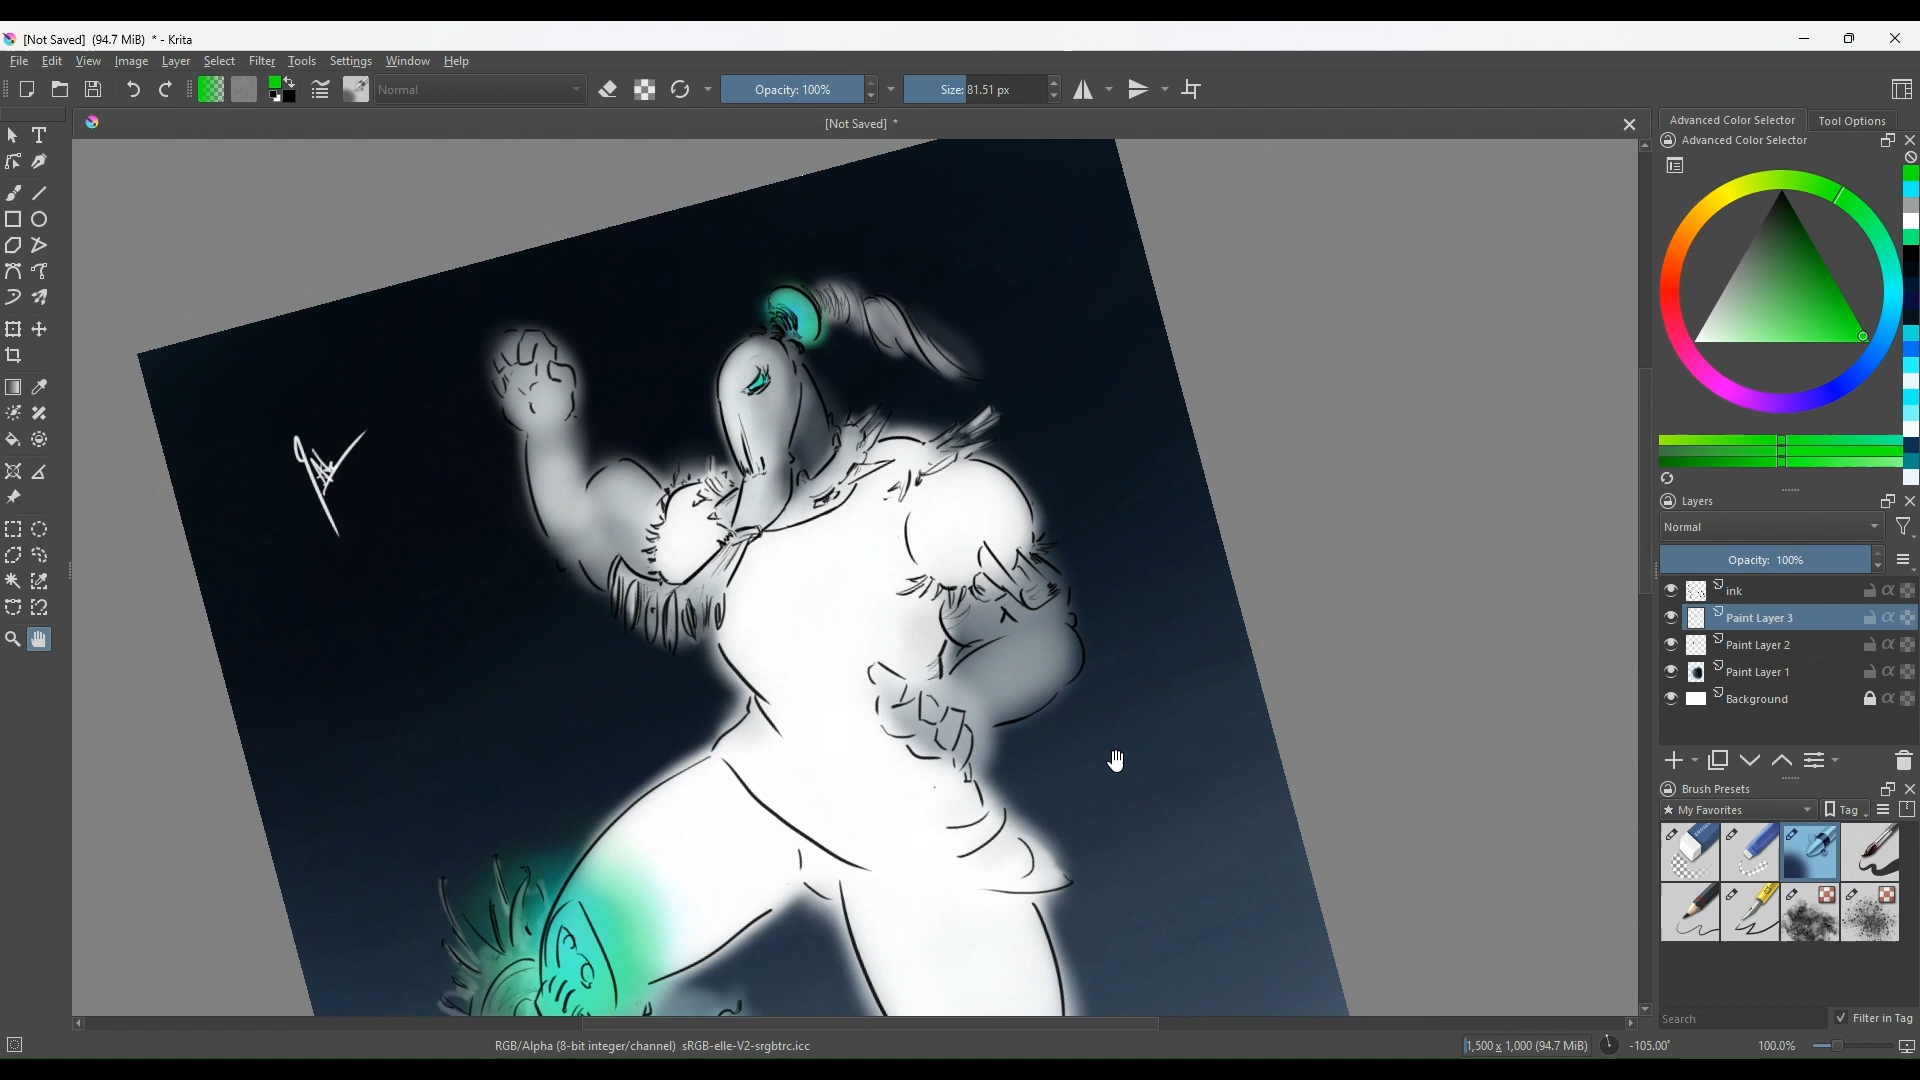 [Not Saved] (94.7 MiB) * - Krita
File Edit View Image Layer Select Filter Tools Settings Window Help
Normal
Opacity: 100%
Size: 81.51 px
[Not Saved] *
Advanced Color Selector
Tool Options
Advanced Color Selector
Layers
Normal
Opacity: 100%
ink
Paint Layer 3
Paint Layer 2
Paint Layer 1
Background
Brush Presets
★ My Favorites
Tag
Search
Filter in Tag
RGB/Alpha (8-bit integer/channel) sRGB-elle-V2-srgbtrc.icc
1,500 x 1,000 (94.7 MiB)
-105.00°
100.0%